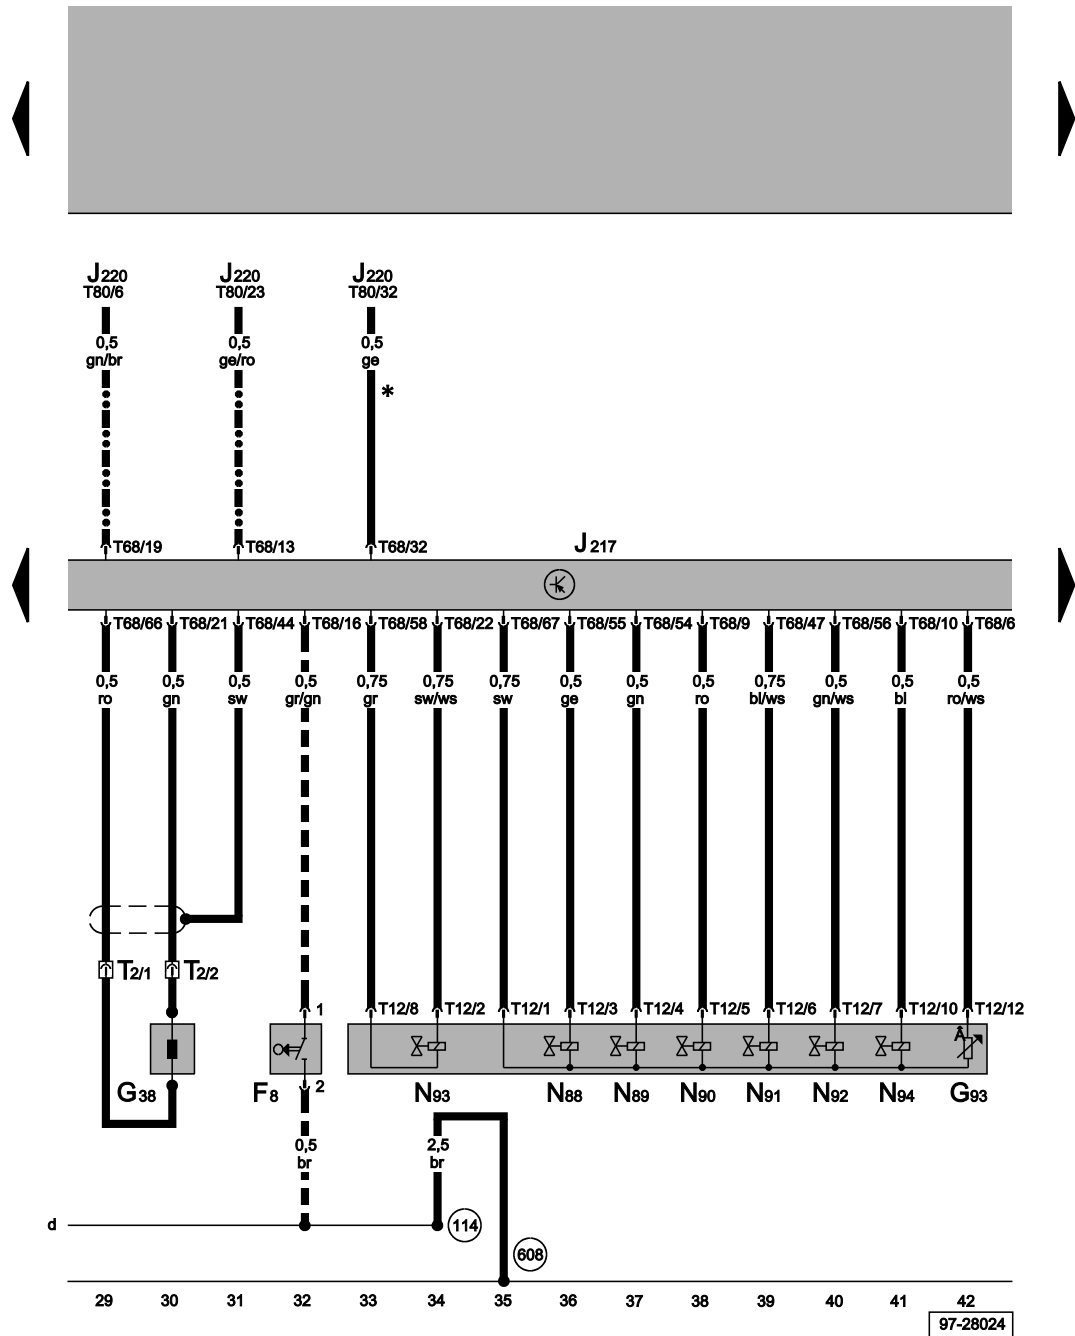 J220 J220 J220
T80/6 T80/23 T80/32
0,5 0,5 0,5
gn/br ge/ro ge
*
T68/19 T68/13 T68/32 J217
T68/66 T68/21 T68/44 T68/16 T68/58 T68/22 T68/67 T68/55 T68/54 T68/9 T68/47 T68/56 T68/10 T68/6
0,5 0,5 0,5 0,5 0,75 0,75 0,75 0,5 0,5 0,5 0,75 0,5 0,5 0,5
ro gn sw gr/gn gr sw/ws sw ge gn ro bl/ws gn/ws bl ro/ws
T2/1 T2/2
1 T12/8 T12/2 T12/1 T12/3 T12/4 T12/5 T12/6 T12/7 T12/10 T12/12
Â
G38 F8 2 N93 N88 N89 N90 N91 N92 N94 G93
0,5 2,5
br br
d 114
608
29 30 31 32 33 34 35 36 37 38 39 40 41 42
97-28024